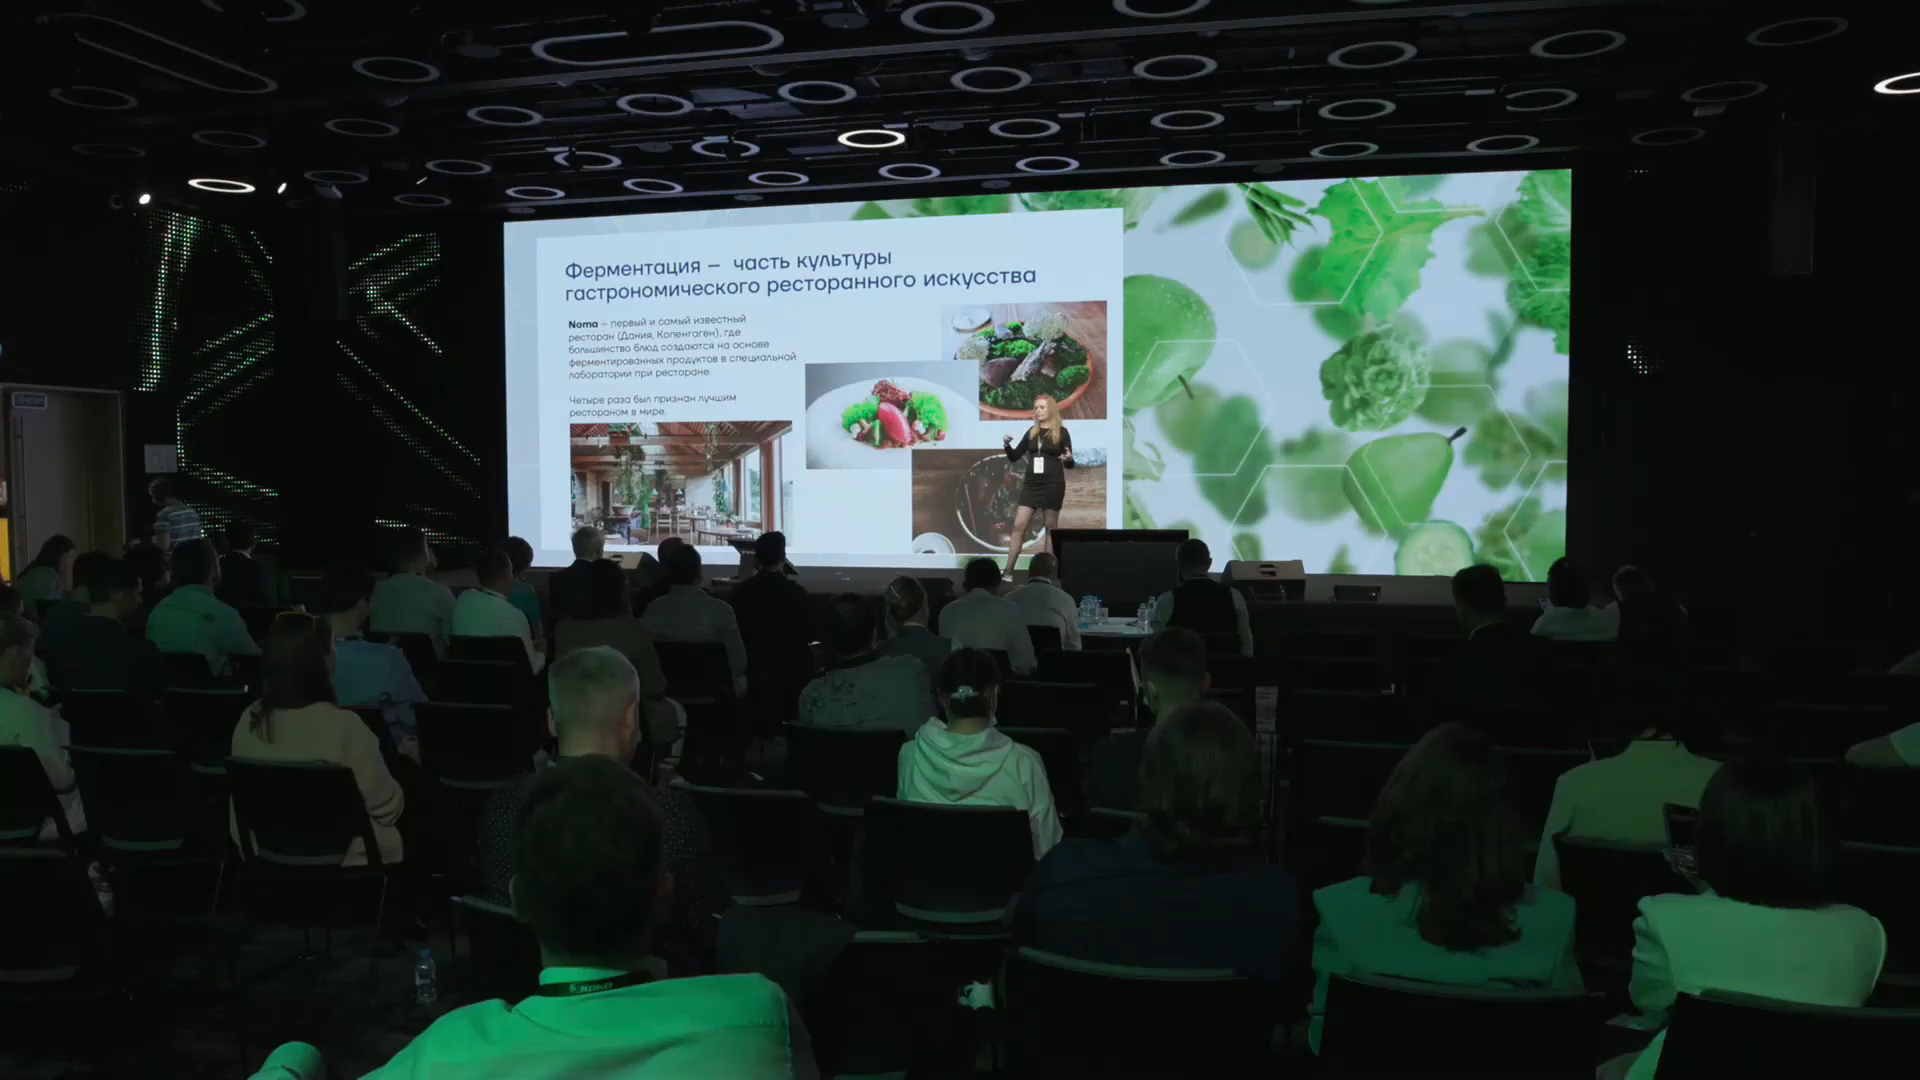 Ферментация – часть культуры
гастрономического ресторанного искусства
Noma – первый и самый известный
ресторан (Дания, Копенгаген), где
большинство блюд создаются на основе
ферментированных продуктов в специальной
лаборатории при ресторане.
Четыре раза был признан лучшим
рестораном в мире.
ЭШКО